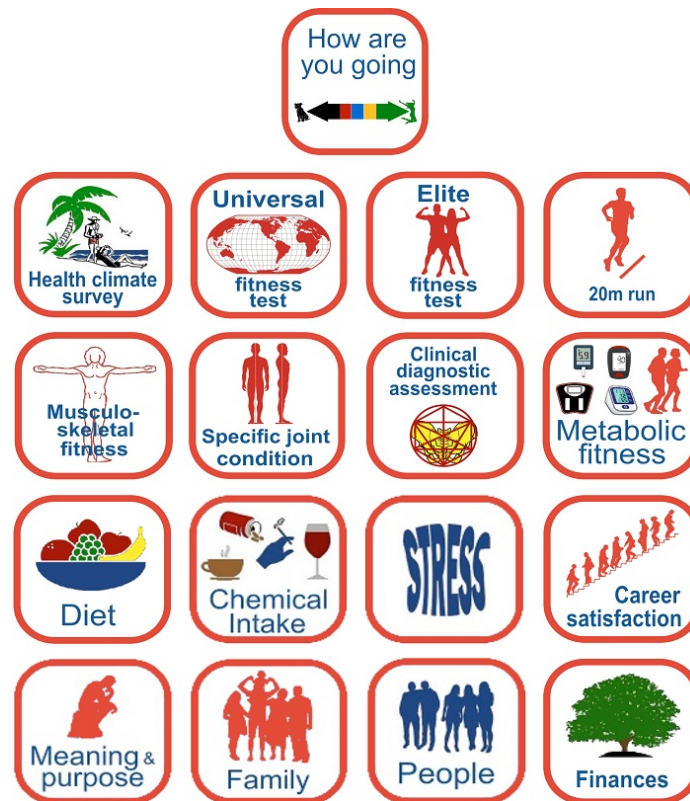 How are
you going
Health climate
survey
Universal
fitness
test
Elite
fitness
test
20m run
Musculo-
skeletal
fitness
Specific joint
condition
Clinical
diagnostic
assessment
Metabolic
fitness
Diet
Chemical
Intake
STRESS
Career
satisfaction
Meaning &
purpose
Family
People
Finances